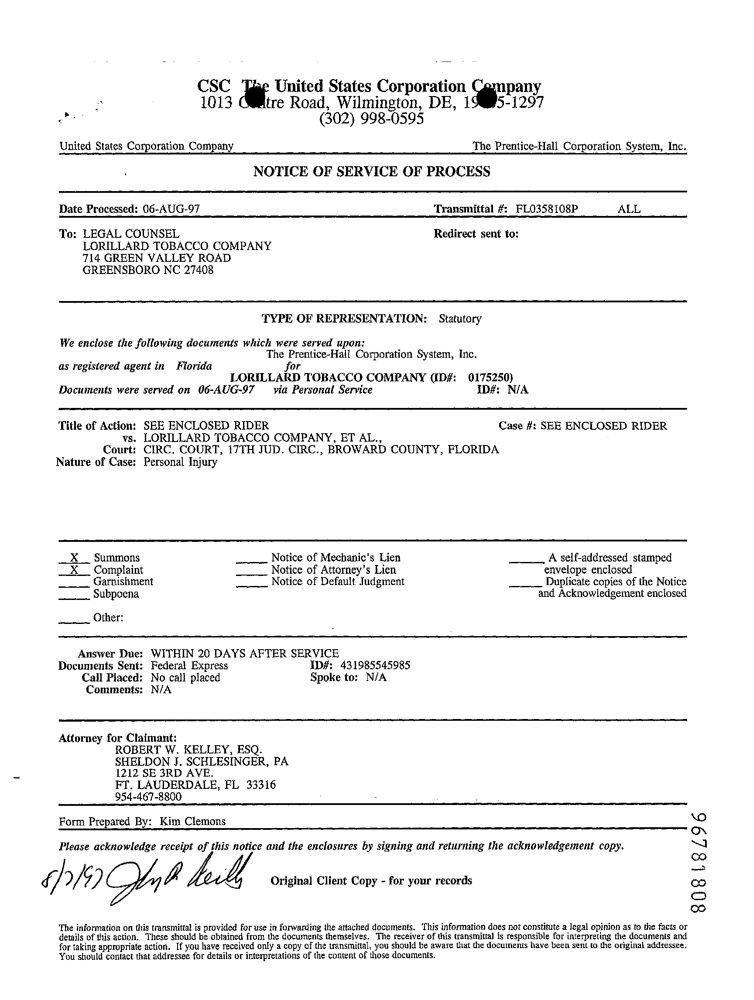 CSC The United States Corporation Company
1013 Centre Road, Wilmington, DE, 19805-1297
(302) 998-0595
United States Corporation Company The Prentice-Hall Corporation System, Inc.
NOTICE OF SERVICE OF PROCESS
Date Processed: 06-AUG-97 Transmittal #: FL0358108P ALL
To: LEGAL COUNSEL Redirect sent to:
LORILLARD TOBACCO COMPANY
714 GREEN VALLEY ROAD
GREENSBORO NC 27408
TYPE OF REPRESENTATION: Statutory
We enclose the following documents which were served upon:
The Prentice-Hall Corporation System, Inc.
as registered agent in Florida for
LORILLARD TOBACCO COMPANY (ID#: 0175250)
Documents were served on 06-AUG-97 via Personal Service ID#: N/A
Title of Action: SEE ENCLOSED RIDER Case #: SEE ENCLOSED RIDER
vs. LORILLARD TOBACCO COMPANY, ET AL.,
Court: CIRC. COURT, 17TH JUD. CIRC., BROWARD COUNTY, FLORIDA
Nature of Case: Personal Injury
X Summons Notice of Mechanic's Lien A self-addressed stamped
X Complaint Notice of Attorney's Lien envelope enclosed
Garnishment Notice of Default Judgment Duplicate copies of the Notice
Subpoena and Acknowledgement enclosed
Other:
Answer Due: WITHIN 20 DAYS AFTER SERVICE
Documents Sent: Federal Express ID#: 431985545985
Call Placed: No call placed Spoke to: N/A
Comments: N/A
Attorney for Claimant:
ROBERT W. KELLEY, ESQ.
SHELDON J. SCHLESINGER, PA
1212 SE 3RD AVE.
FT. LAUDERDALE, FL 33316
954-467-8800
Form Prepared By: Kim Clemons
Please acknowledge receipt of this notice and the enclosures by signing and returning the acknowledgement copy.
8/7/97
Original Client Copy - for your records
96781808
The information on this transmittal is provided for use in forwarding the attached documents. This information does not constitute a legal opinion as to the facts or
details of this action. These should be obtained from the documents themselves. The receiver of this transmittal is responsible for interpreting the documents and
for taking appropriate action. If you have received only a copy of the transmittal, you should be aware that the documents have been sent to the original addressee.
You should contact that addressee for details or interpretations of the content of those documents.